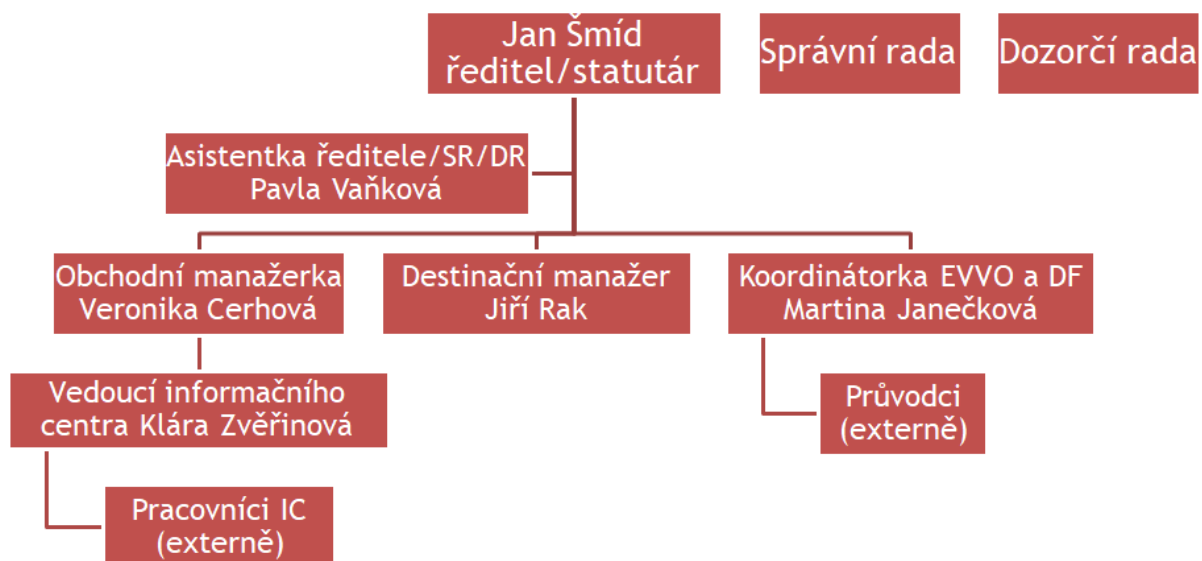 Jan Šmíd
ředitel/statutár
Správní rada
Dozorčí rada
Asistentka ředitele/SR/DR
Pavla Vaňková
Obchodní manažerka
Veronika Cerhová
Destinační manažer
Jiří Rak
Koordinátorka EVVO a DF
Martina Janečková
Vedoucí informačního
centra Klára Zvěřinová
Průvodci
(externě)
Pracovníci IC
(externě)